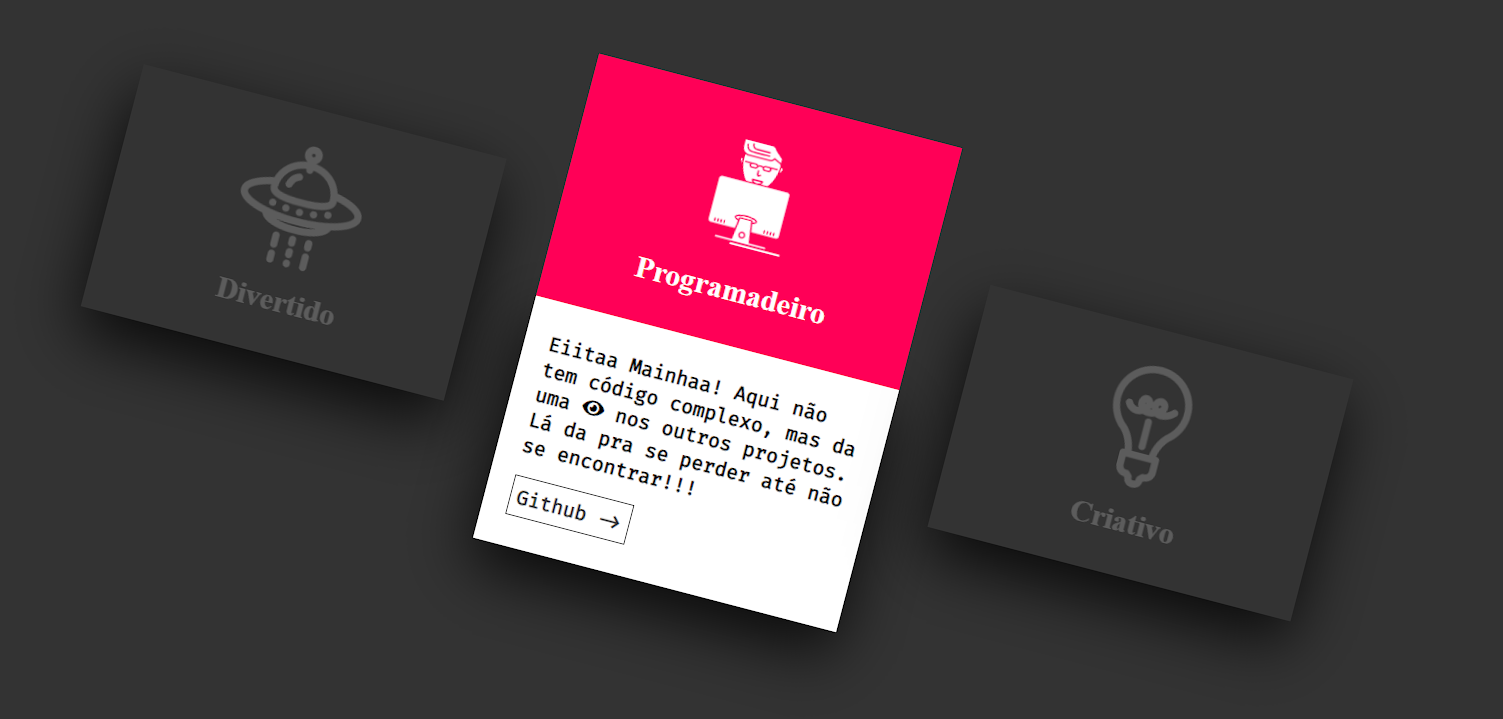 Divertido
Programadeiro
Eiitaa Mainhaa! Aqui não
tem código complexo, mas da
uma 👁 nos outros projetos.
Lá da pra se perder até não
se encontrar!!!
Github →
Criativo